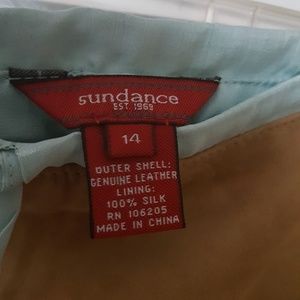 sundance
EST. 1969
14
OUTER SHELL:
GENUINE LEATHER
LINING:
100% SILK
RN 106205
MADE IN CHINA